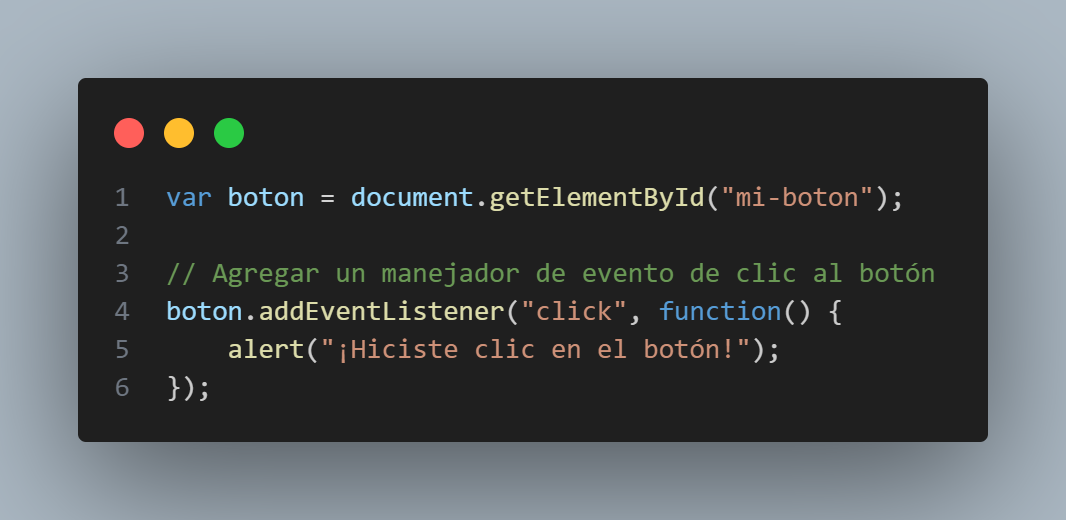 1 var boton = document.getElementById("mi-boton");
2
3 // Agregar un manejador de evento de clic al botón
4 boton.addEventListener("click", function() {
5     alert("¡Hiciste clic en el botón!");
6 });